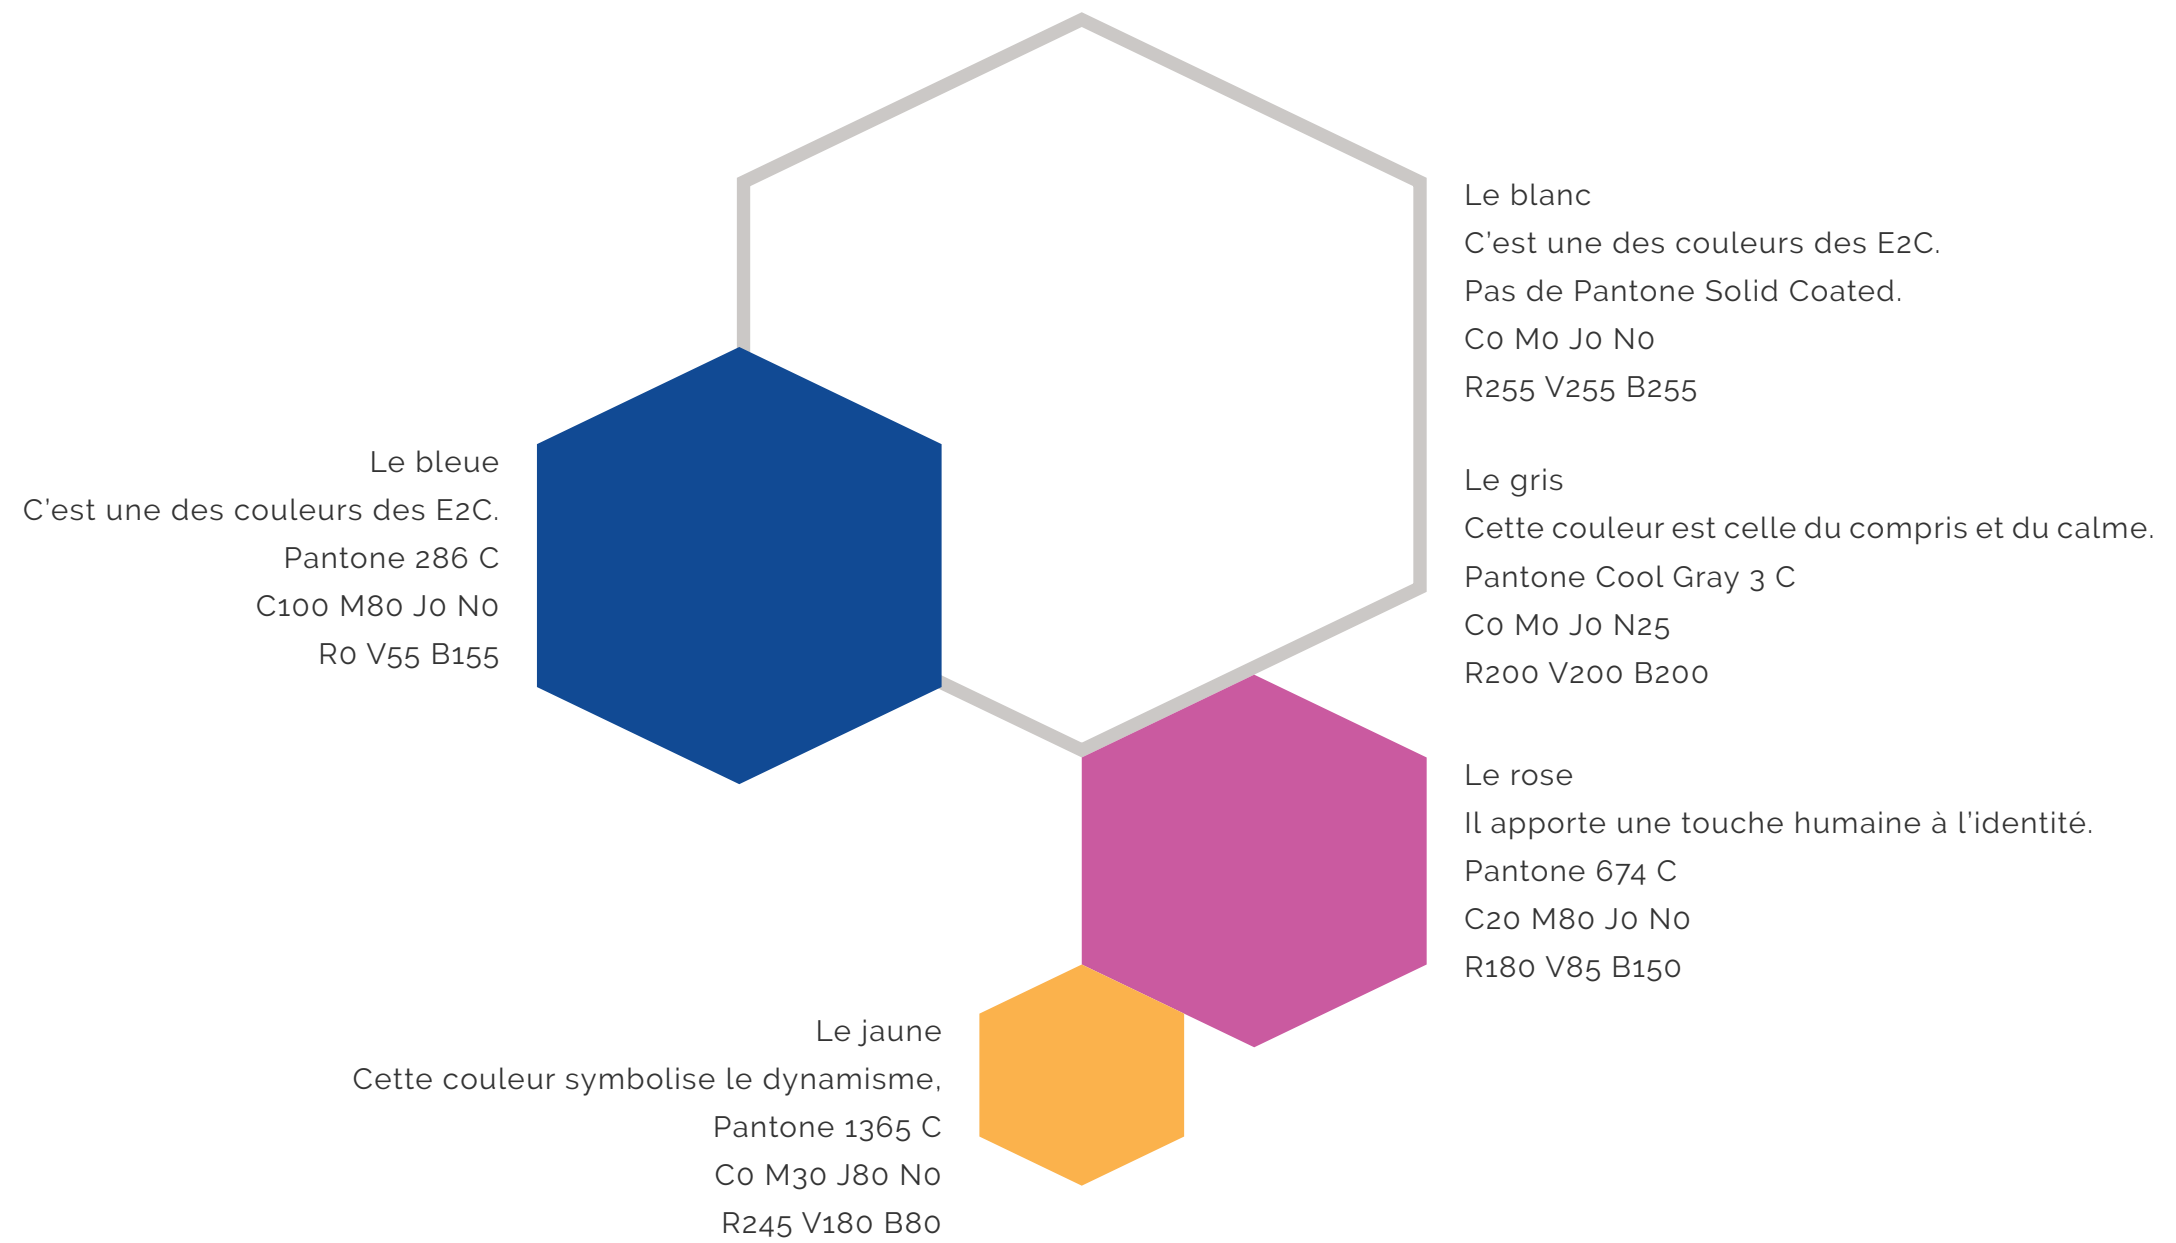 Le blanc
C’est une des couleurs des E2C.
Pas de Pantone Solid Coated.
C0 M0 J0 N0
R255 V255 B255
Le bleue
C’est une des couleurs des E2C.
Pantone 286 C
C100 M80 J0 N0
R0 V55 B155
Le gris
Cette couleur est celle du compris et du calme.
Pantone Cool Gray 3 C
C0 M0 J0 N25
R200 V200 B200
Le rose
Il apporte une touche humaine à l’identité.
Pantone 674 C
C20 M80 J0 N0
R180 V85 B150
Le jaune
Cette couleur symbolise le dynamisme,
Pantone 1365 C
C0 M30 J80 N0
R245 V180 B80